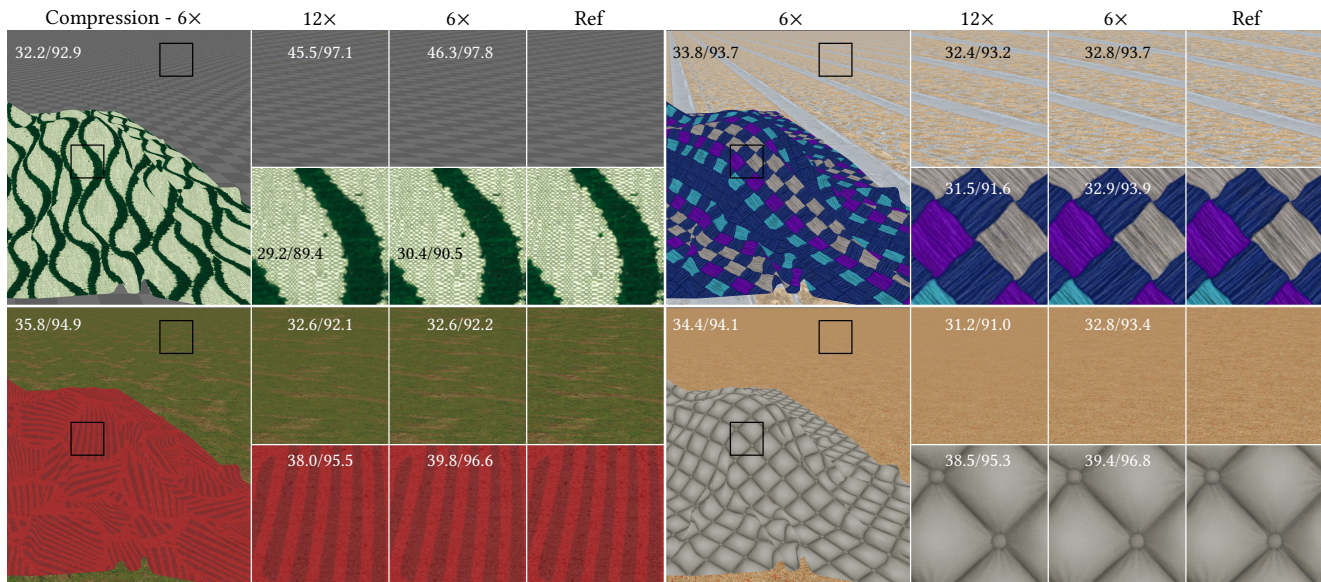 Compression - 6× 12× 6× Ref 6× 12× 6× Ref
32.2/92.9 45.5/97.1 46.3/97.8 33.8/93.7 32.4/93.2 32.8/93.7
31.5/91.6 32.9/93.9
29.2/89.4 30.4/90.5
35.8/94.9 32.6/92.1 32.6/92.2 34.4/94.1 31.2/91.0 32.8/93.4
38.0/95.5 39.8/96.6 38.5/95.3 39.4/96.8